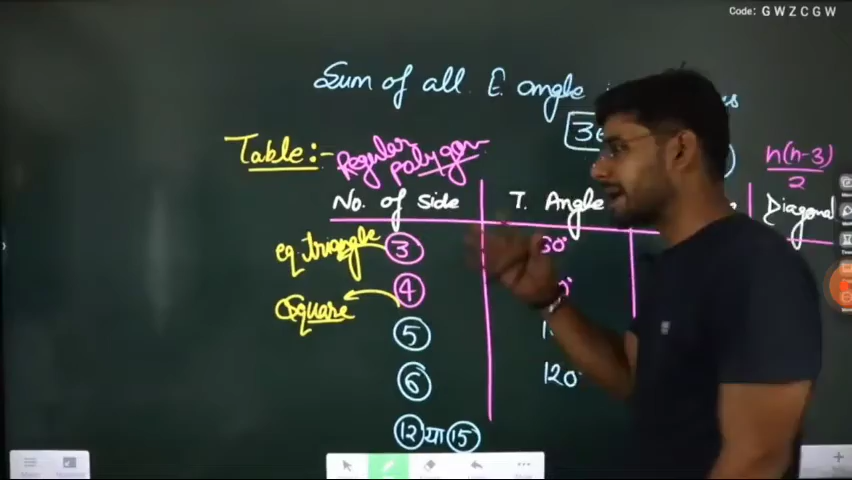 Code: GWZCGW
Sum of all E. angle
Table:- Regular polygon
n(n-3)
2
No. of side T. Angle Diagonal
eq. triangle 3
Square 4
5
6 120°
12 या 15